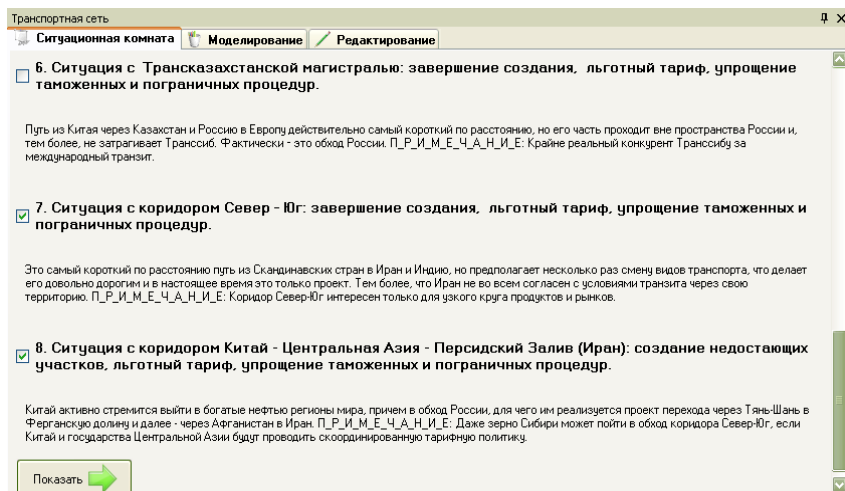 Транспортная сеть
Ситуационная комната Моделирование Редактирование
6. Ситуация с Трансказахстанской магистралью: завершение создания, льготный тариф, упрощение
таможенных и пограничных процедур.
Путь из Китая через Казахстан и Россию в Европу действительно самый короткий по расстоянию, но его часть проходит вне пространства России и,
тем более, не затрагивает Транссиб. Фактически - это обход России. П_Р_И_М_Е_Ч_А_Н_И_Е: Крайне реальный конкурент Транссибу за
международный транзит.
7. Ситуация с коридором Север - Юг: завершение создания, льготный тариф, упрощение таможенных и
пограничных процедур.
Это самый короткий по расстоянию путь из Скандинавских стран в Иран и Индию, но предполагает несколько раз смену видов транспорта, что делает
его довольно дорогим и в настоящее время это только проект. Тем более, что Иран не во всем согласен с условиями транзита через свою
территорию. П_Р_И_М_Е_Ч_А_Н_И_Е: Коридор Север-Юг интересен только для узкого круга продуктов и рынков.
8. Ситуация с коридором Китай - Центральная Азия - Персидский Залив (Иран): создание недостающих
участков, льготный тариф, упрощение таможенных и пограничных процедур.
Китай активно стремится выйти в богатые нефтью регионы мира, причем в обход России, для чего им реализуется проект перехода через Тянь-Шань в
Ферганскую долину и далее - через Афганистан в Иран. П_Р_И_М_Е_Ч_А_Н_И_Е: Даже зерно Сибири может пойти в обход коридора Север-Юг, если
Китай и государства Центральной Азии будут проводить скоординированную тарифную политику.
Показать